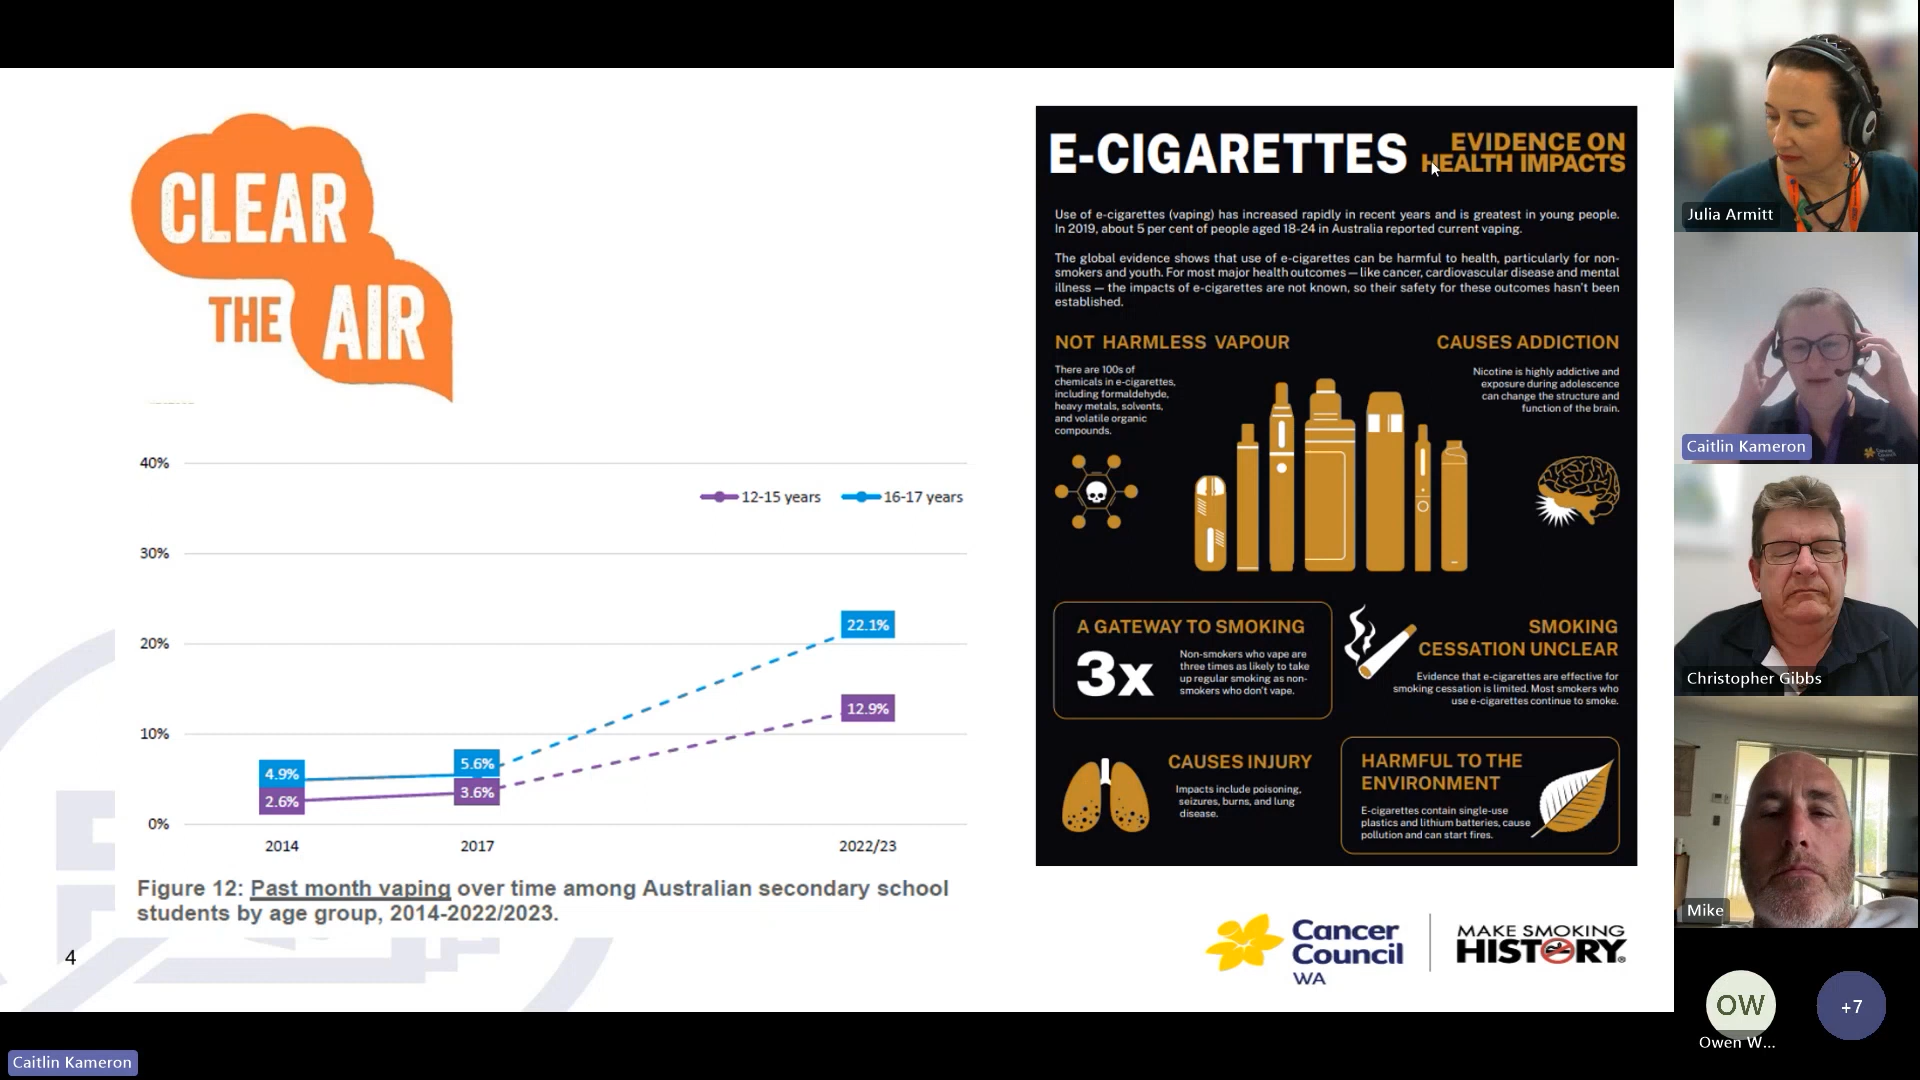 CLEAR
THE AIR
40%
30%
20%
10%
0%
12-15 years
16-17 years
22.1%
12.9%
5.6%
4.9%
3.6%
2.6%
2014
2017
2022/23
Figure 12: Past month vaping over time among Australian secondary school
students by age group, 2014-2022/2023.
4
E-CIGARETTES
EVIDENCE ON
HEALTH IMPACTS
Use of e-cigarettes (vaping) has increased rapidly in recent years and is greatest in young people.
In 2019, about 5 per cent of people aged 18-24 in Australia reported current vaping.
The global evidence shows that use of e-cigarettes can be harmful to health, particularly for non-
smokers and youth. For most major health outcomes — like cancer, cardiovascular disease and mental
illness — the impacts of e-cigarettes are not known, so their safety for these outcomes hasn't been
established.
NOT HARMLESS VAPOUR
There are 100s of
chemicals in e-cigarettes,
including formaldehyde,
heavy metals, solvents,
and volatile organic
compounds.
CAUSES ADDICTION
Nicotine is highly addictive and
exposure during adolescence
can change the structure and
function of the brain.
A GATEWAY TO SMOKING
3x
Non-smokers who vape are
three times as likely to take
up regular smoking as non-
smokers who don't vape.
SMOKING
CESSATION UNCLEAR
Evidence that e-cigarettes are effective for
smoking cessation is limited. Most smokers who
use e-cigarettes continue to smoke.
CAUSES INJURY
Impacts include poisoning,
seizures, burns, and lung
disease.
HARMFUL TO THE
ENVIRONMENT
E-cigarettes contain single-use
plastics and lithium batteries, cause
pollution and can start fires.
Cancer
Council
WA
MAKE SMOKING
HISTORY®
Julia Armitt
Caitlin Kameron
Cancer
Council
Christopher Gibbs
Mike
OW
Owen W...
+7
Caitlin Kameron